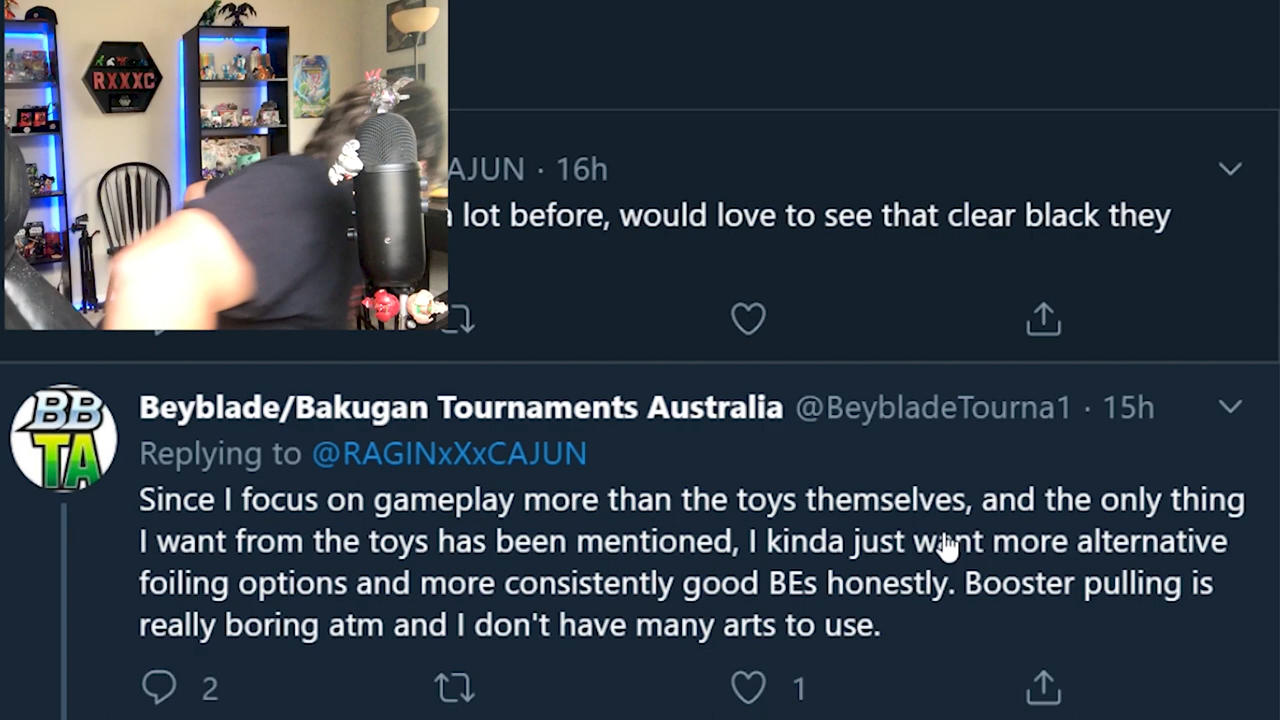 RXXXC
AJUN · 16h
lot before, would love to see that clear black they
BB
TA
Beyblade/Bakugan Tournaments Australia @BeybladeTourna1 · 15h
Replying to @RAGINxXxCAJUN
Since I focus on gameplay more than the toys themselves, and the only thing
I want from the toys has been mentioned, I kinda just want more alternative
foiling options and more consistently good BEs honestly. Booster pulling is
really boring atm and I don't have many arts to use.
2
1